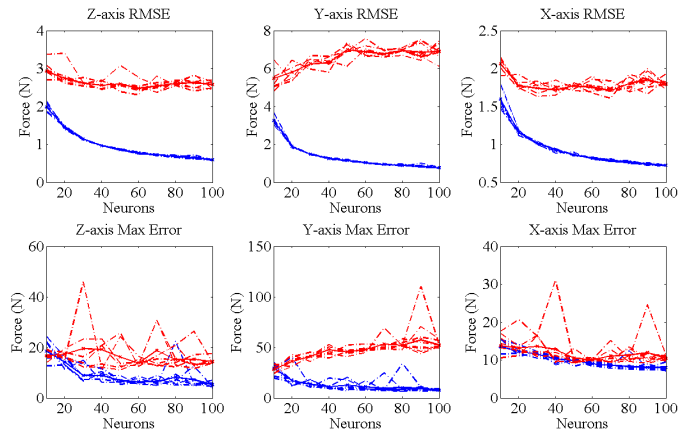 Z-axis RMSE
Y-axis RMSE
X-axis RMSE
Force (N)
4
3
2
1
0
20 40 60 80 100
Neurons
Force (N)
8
6
4
2
0
20 40 60 80 100
Neurons
Force (N)
2.5
2
1.5
1
0.5
20 40 60 80 100
Neurons
Z-axis Max Error
Y-axis Max Error
X-axis Max Error
Force (N)
60
40
20
0
20 40 60 80 100
Neurons
Force (N)
150
100
50
0
20 40 60 80 100
Neurons
Force (N)
40
30
20
10
0
20 40 60 80 100
Neurons